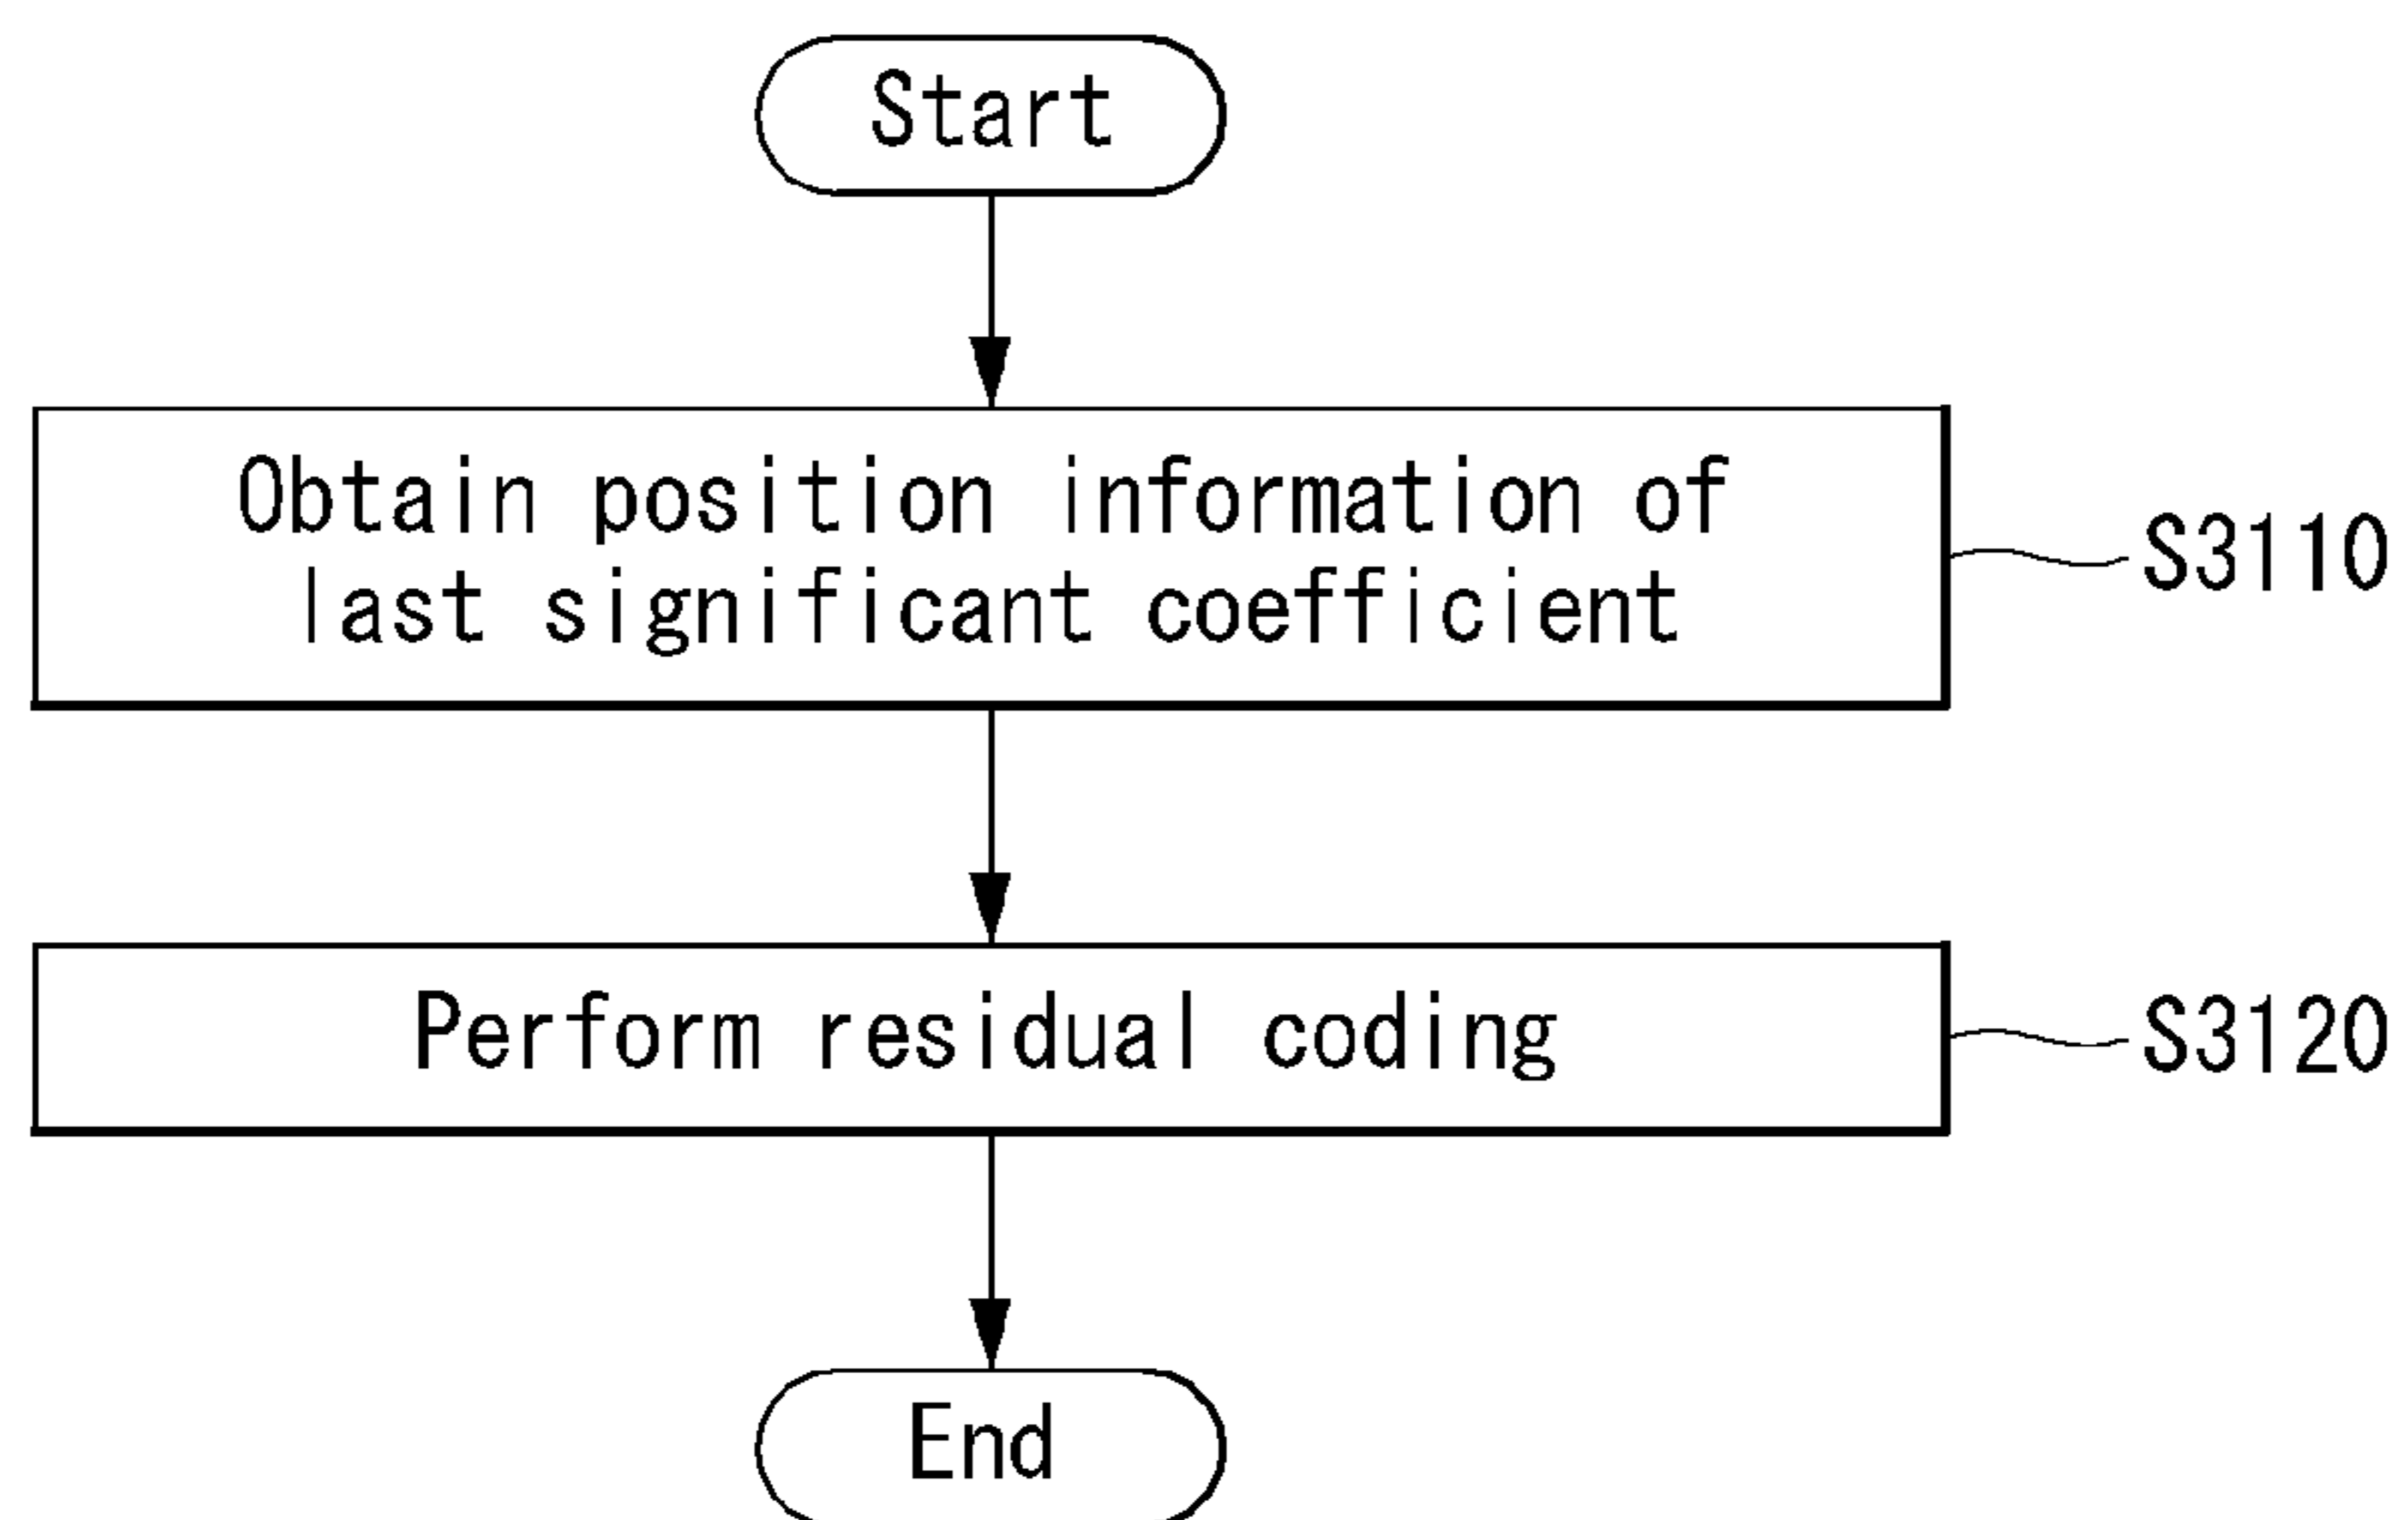 Start
Obtain position information of
last significant coefficient
S3110
Perform residual coding
S3120
End